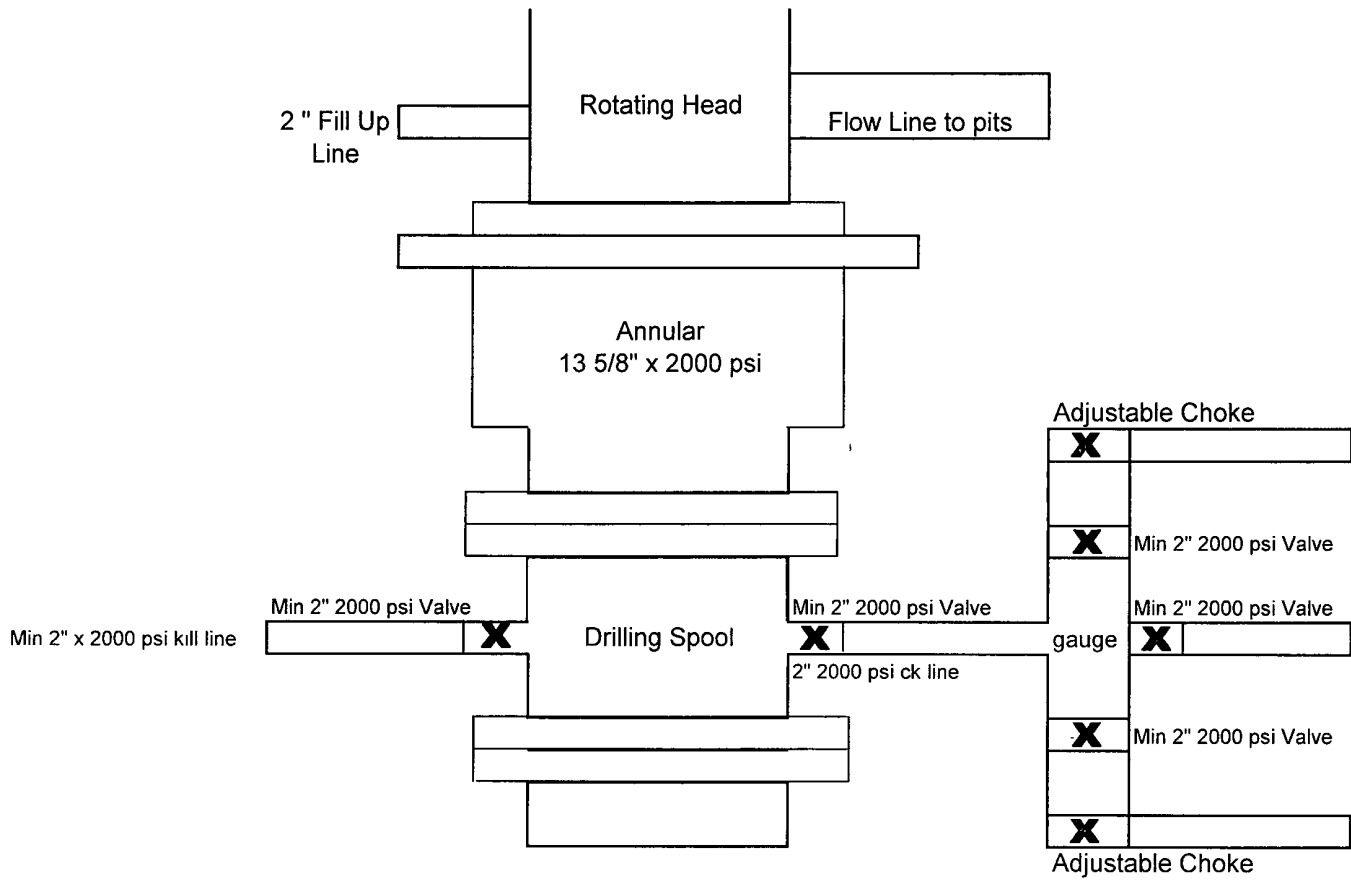 Rotating Head
2 " Fill Up
Line
Flow Line to pits
Annular
13 5/8" x 2000 psi
Adjustable Choke
X
X
Min 2" 2000 psi Valve
Min 2" 2000 psi Valve
Min 2" 2000 psi Valve
Min 2" 2000 psi Valve
Min 2" x 2000 psi kill line
X
Drilling Spool
X
gauge
X
2" 2000 psi ck line
X
Min 2" 2000 psi Valve
X
Adjustable Choke